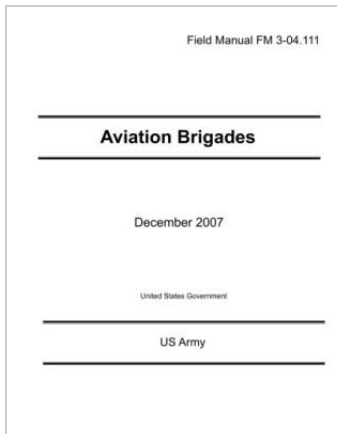 Field Manual FM 3-04.111
Aviation Brigades
December 2007
United States Government
US Army